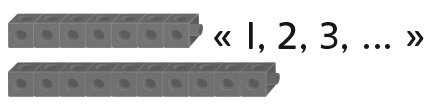 « 1, 2, 3, ... »